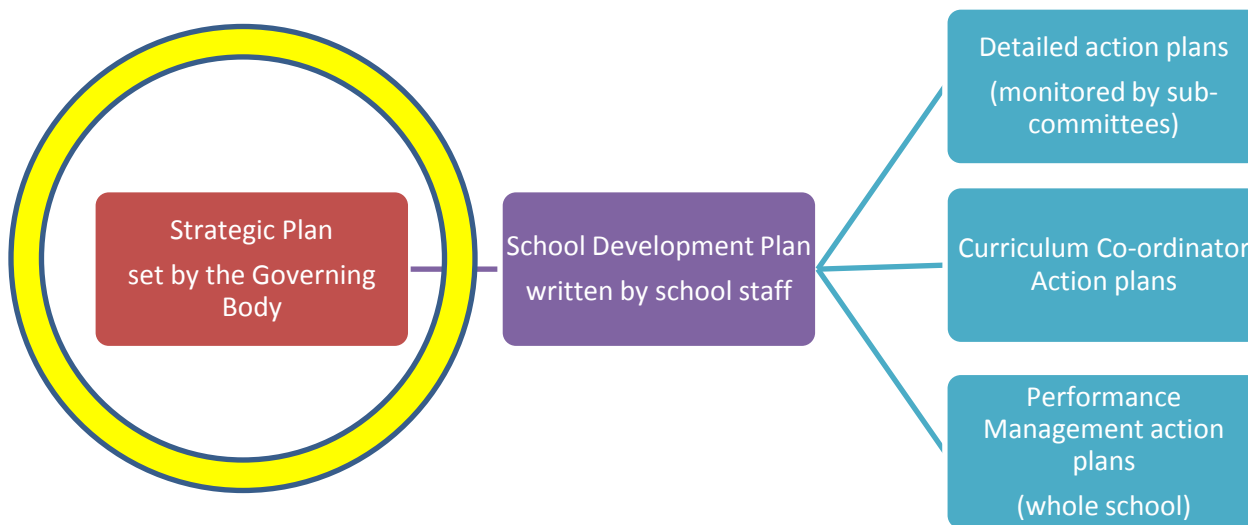 Strategic Plan
set by the Governing
Body
School Development Plan
written by school staff
Detailed action plans
(monitored by sub-
committees)
Curriculum Co-ordinator
Action plans
Performance
Management action
plans
(whole school)